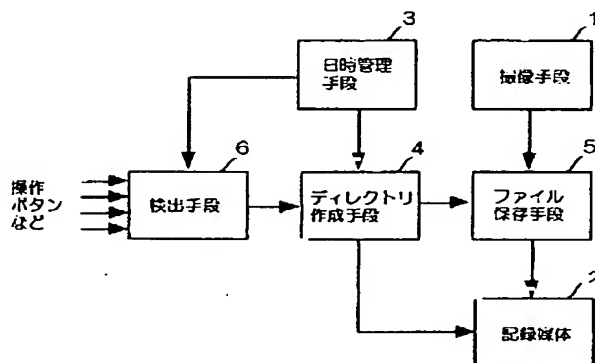 3
日時管理
手段
1
撮像手段
6
操作
ボタン
など
検出手段
4
ディレクトリ
作成手段
5
ファイル
保存手段
2
記録媒体